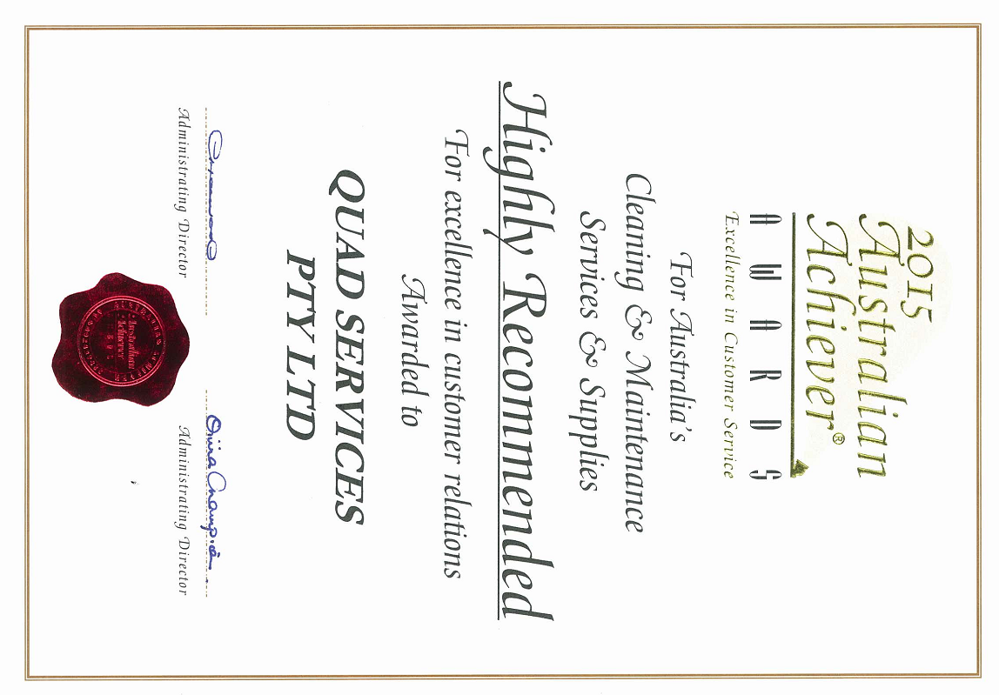 2015
Australian
Achiever®
AWARDS
Excellence in Customer Service
For Australia's
Cleaning & Maintenance
Services & Supplies
Highly Recommended
For excellence in customer relations
Awarded to
QUAD SERVICES
PTY LTD
Administrating Director
Administrating Director